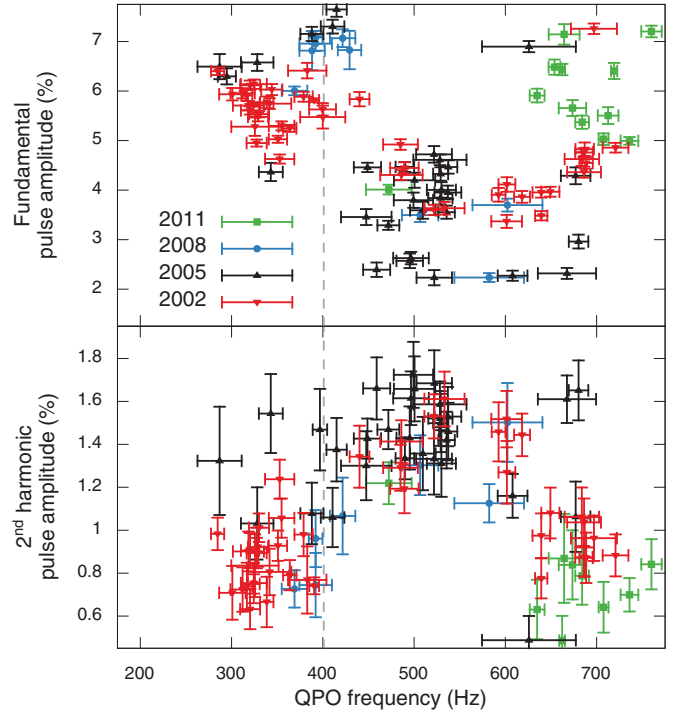 Fundamental
pulse amplitude (%)
7
6
5
4
3
2
2011
2008
2005
2002
2nd harmonic
pulse amplitude (%)
1.8
1.6
1.4
1.2
1
0.8
0.6
200 300 400 500 600 700
QPO frequency (Hz)